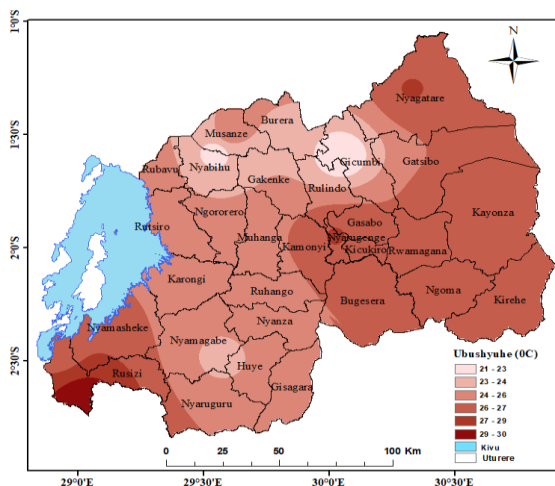 1°0'S
N
Nyagatare
Burera
Musanze
1°30'S
Gicumbi
Gatsibo
Rubavu
Nyabihu
Gakenke
Rulindo
Kayonza
Ngororero
Rutsiro
Gasabo
Muhanga
Kamonyi
Nyarugenge
Rwamagana
2°0'S
Kicukiro
Karongi
Ruhango
Bugesera
Ngoma
Kirehe
Nyamasheke
Nyanza
Nyamagabe
2°30'S
Huye
Rusizi
Gisagara
Nyaruguru
Ubushyuhe (0C)
21 - 23
23 - 24
24 - 26
26 - 27
27 - 29
29 - 30
Kivu
Uturere
0 25 50 100 Km
29°0'E 29°30'E 30°0'E 30°30'E